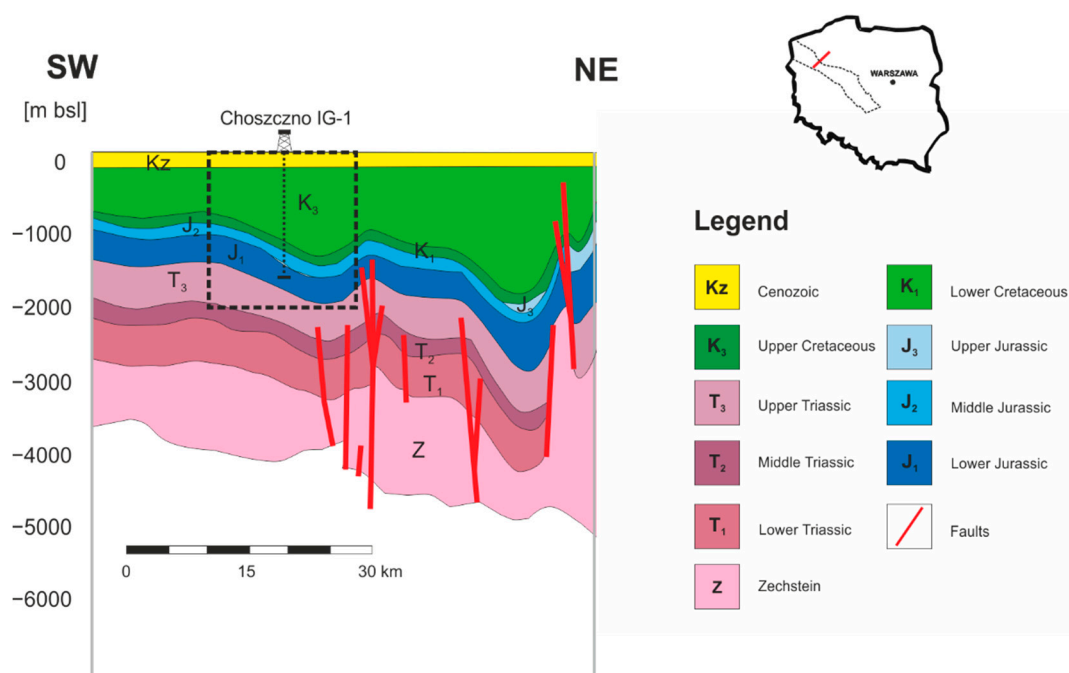 SW
NE
[m bsl]
Choszczno IG-1
WARSZAWA
0
Kz
K3
−1000
J2
J1
K1
T3
−2000
J3
T2
−3000
T1
−4000
Z
−5000
0 15 30 km
−6000
Legend
Kz Cenozoic
K1 Lower Cretaceous
K3 Upper Cretaceous
J3 Upper Jurassic
T3 Upper Triassic
J2 Middle Jurassic
T2 Middle Triassic
J1 Lower Jurassic
T1 Lower Triassic
Faults
Z Zechstein